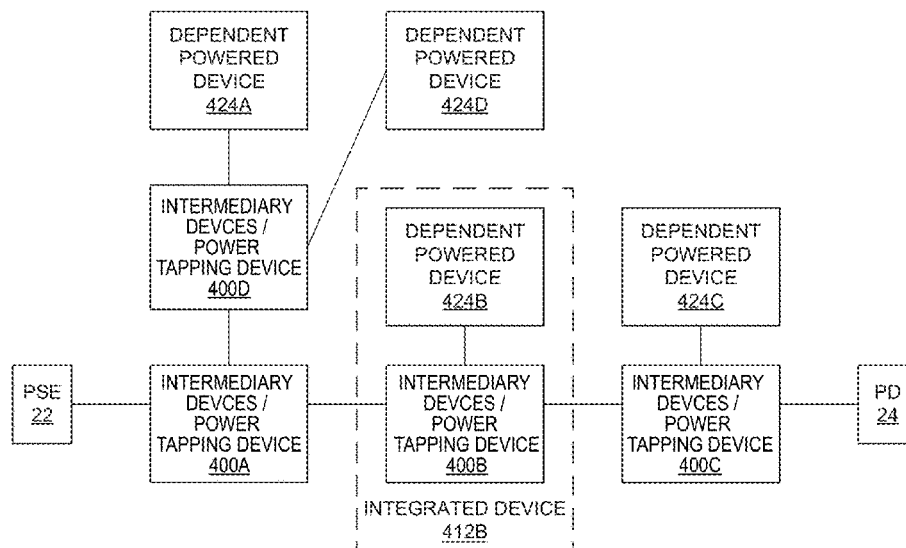 DEPENDENT
POWERED
DEVICE
424A
DEPENDENT
POWERED
DEVICE
424D
INTERMEDIARY
DEVCES /
POWER
TAPPING DEVICE
400D
DEPENDENT
POWERED
DEVICE
424B
DEPENDENT
POWERED
DEVICE
424C
PSE
22
INTERMEDIARY
DEVCES /
POWER
TAPPING DEVICE
400A
INTERMEDIARY
DEVCES /
POWER
TAPPING DEVICE
400B
INTERMEDIARY
DEVCES /
POWER
TAPPING DEVICE
400C
PD
24
INTEGRATED DEVICE
412B